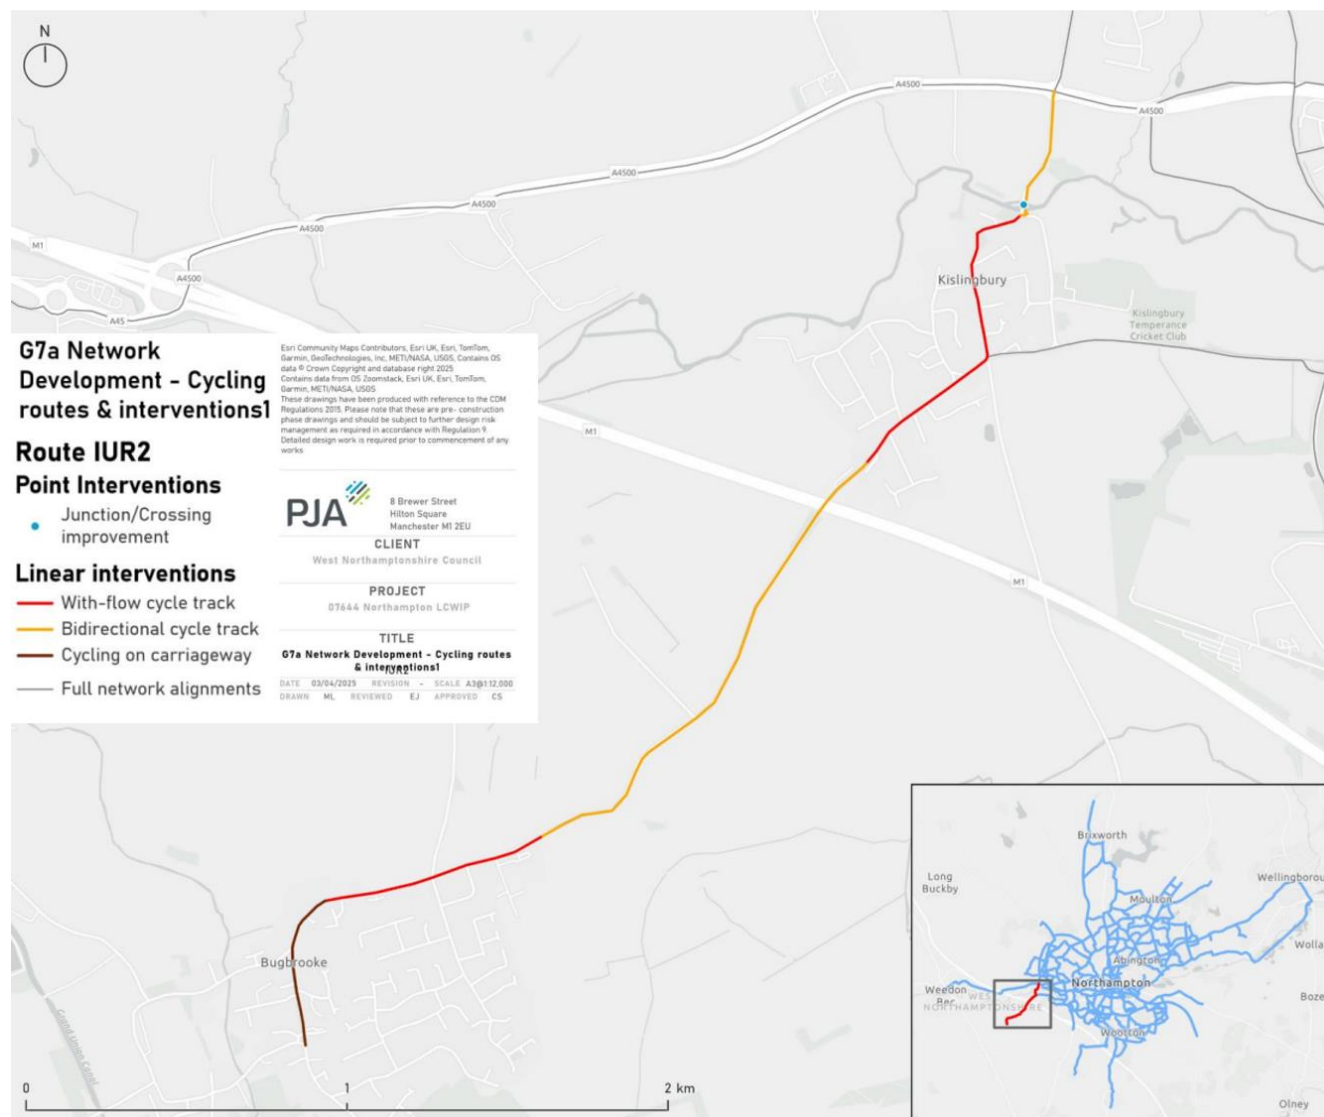 N
A4500
A4500
A4500
A4500
A4500
M1
A4500
A45
Kislingbury
Kislingbury
Temperance
Cricket Club
M1
M1
G7a Network
Development - Cycling
routes & interventions1
Route IUR2
Point Interventions
Junction/Crossing
improvement
Linear interventions
With-flow cycle track
Bidirectional cycle track
Cycling on carriageway
Full network alignments
Esri Community Maps Contributors, Esri UK, Esri, TomTom,
Garmin, GeoTechnologies, Inc, METI/NASA, USGS, Contains OS
data © Crown Copyright and database right 2025
Contains data from OS Zoomstack, Esri UK, Esri, TomTom,
Garmin, METI/NASA, USGS
These drawings have been produced with reference to the CDM
Regulations 2015. Please note that these are pre- construction
phase drawings and should be subject to further design risk
management as required in accordance with Regulation 9.
Detailed design work is required prior to commencement of any
works
PJA
8 Brewer Street
Hilton Square
Manchester M1 2EU
CLIENT
West Northamptonshire Council
PROJECT
07644 Northampton LCWIP
TITLE
G7a Network Development - Cycling routes
& interventions1
IUR2
DATE 03/04/2025 REVISION - SCALE A3@1:12,000
DRAWN ML REVIEWED EJ APPROVED CS
Bugbrooke
Grand Union Canal
0 1 2 km
Brixworth
Long
Buckby
Wellingborou
Moulton
Wolla
Abington
Northampton
Weedon
Bec
WEST
NORTHAMPTONSHIRE
Boze
Wootton
Olney